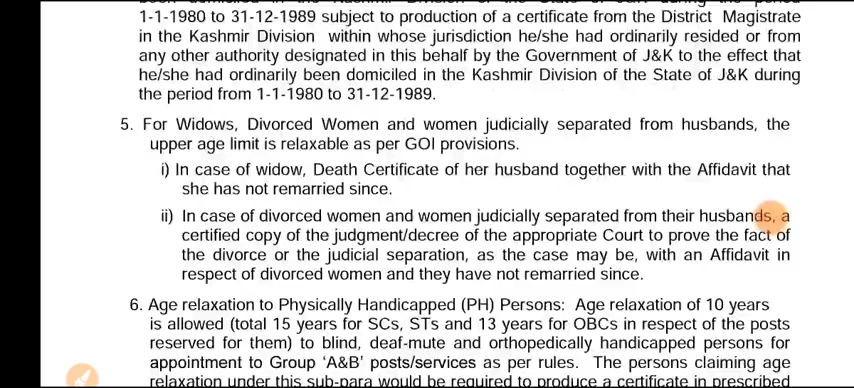 1-1-1980 to 31-12-1989 subject to production of a certificate from the District Magistrate
in the Kashmir Division within whose jurisdiction he/she had ordinarily resided or from
any other authority designated in this behalf by the Government of J&K to the effect that
he/she had ordinarily been domiciled in the Kashmir Division of the State of J&K during
the period from 1-1-1980 to 31-12-1989.
5. For Widows, Divorced Women and women judicially separated from husbands, the
upper age limit is relaxable as per GOI provisions.
i) In case of widow, Death Certificate of her husband together with the Affidavit that
she has not remarried since.
ii) In case of divorced women and women judicially separated from their husbands, a
certified copy of the judgment/decree of the appropriate Court to prove the fact of
the divorce or the judicial separation, as the case may be, with an Affidavit in
respect of divorced women and they have not remarried since.
6. Age relaxation to Physically Handicapped (PH) Persons: Age relaxation of 10 years
is allowed (total 15 years for SCs, STs and 13 years for OBCs in respect of the posts
reserved for them) to blind, deaf-mute and orthopedically handicapped persons for
appointment to Group ‘A&B’ posts/services as per rules. The persons claiming age
relaxation under this sub-para would be required to produce a certificate in prescribed